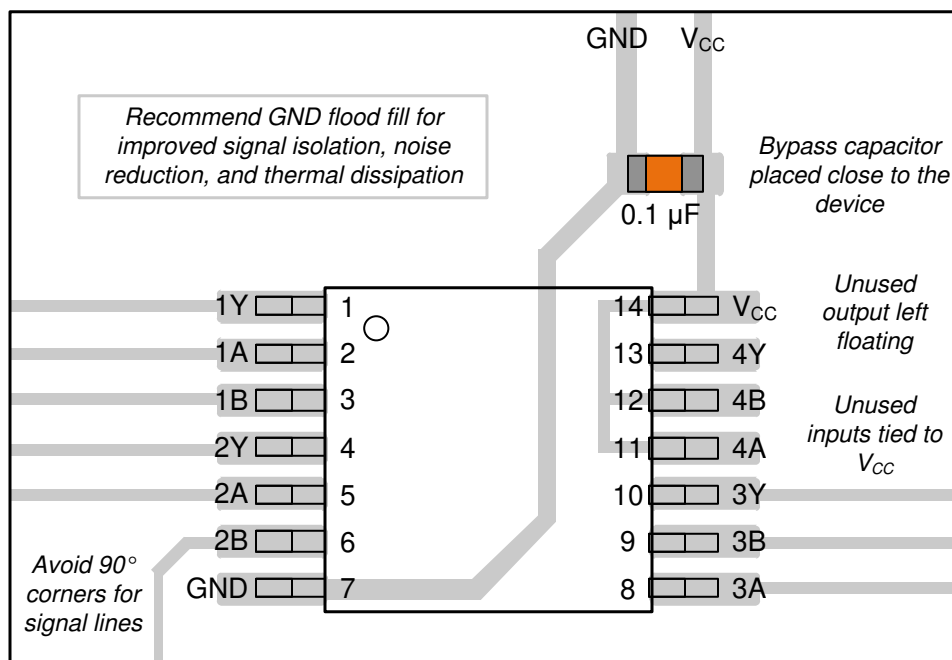 GND VCC
Recommend GND flood fill for
improved signal isolation, noise
reduction, and thermal dissipation
Bypass capacitor
placed close to the
device
0.1 µF
Unused
output left
floating
Unused
inputs tied to
VCC
1Y 1 14 VCC
1A 2 13 4Y
1B 3 12 4B
2Y 4 11 4A
2A 5 10 3Y
2B 6 9 3B
GND 7 8 3A
Avoid 90°
corners for
signal lines